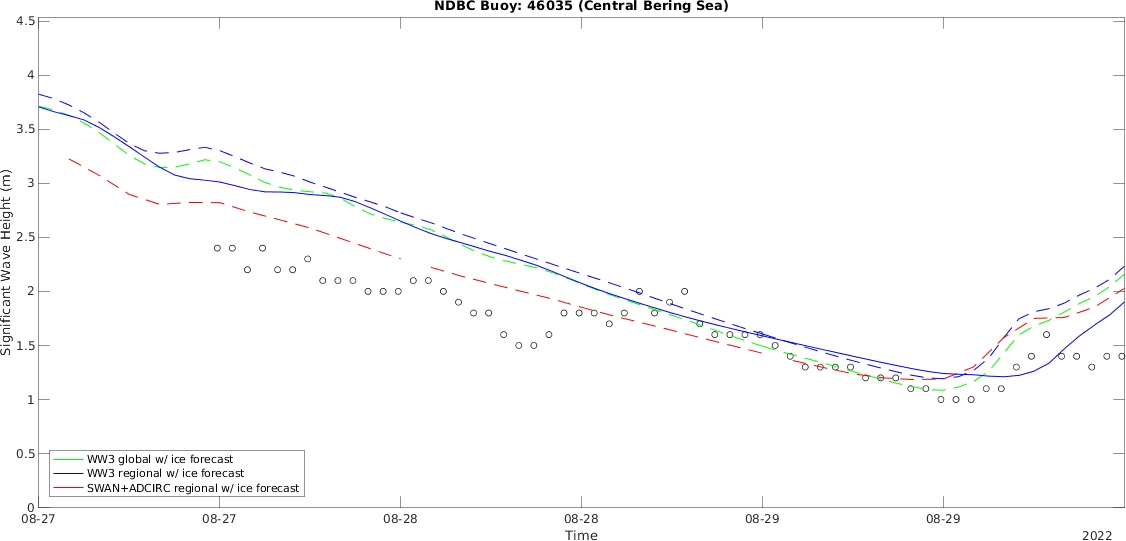 NDBC Buoy: 46035 (Central Bering Sea)
4.5
4
3.5
3
2.5
2
1.5
1
0.5
0
Significant Wave Height (m)
WW3 global w/ ice forecast
WW3 regional w/ ice forecast
SWAN+ADCIRC regional w/ ice forecast
08-27 08-27 08-28 08-28 08-29 08-29
Time
2022